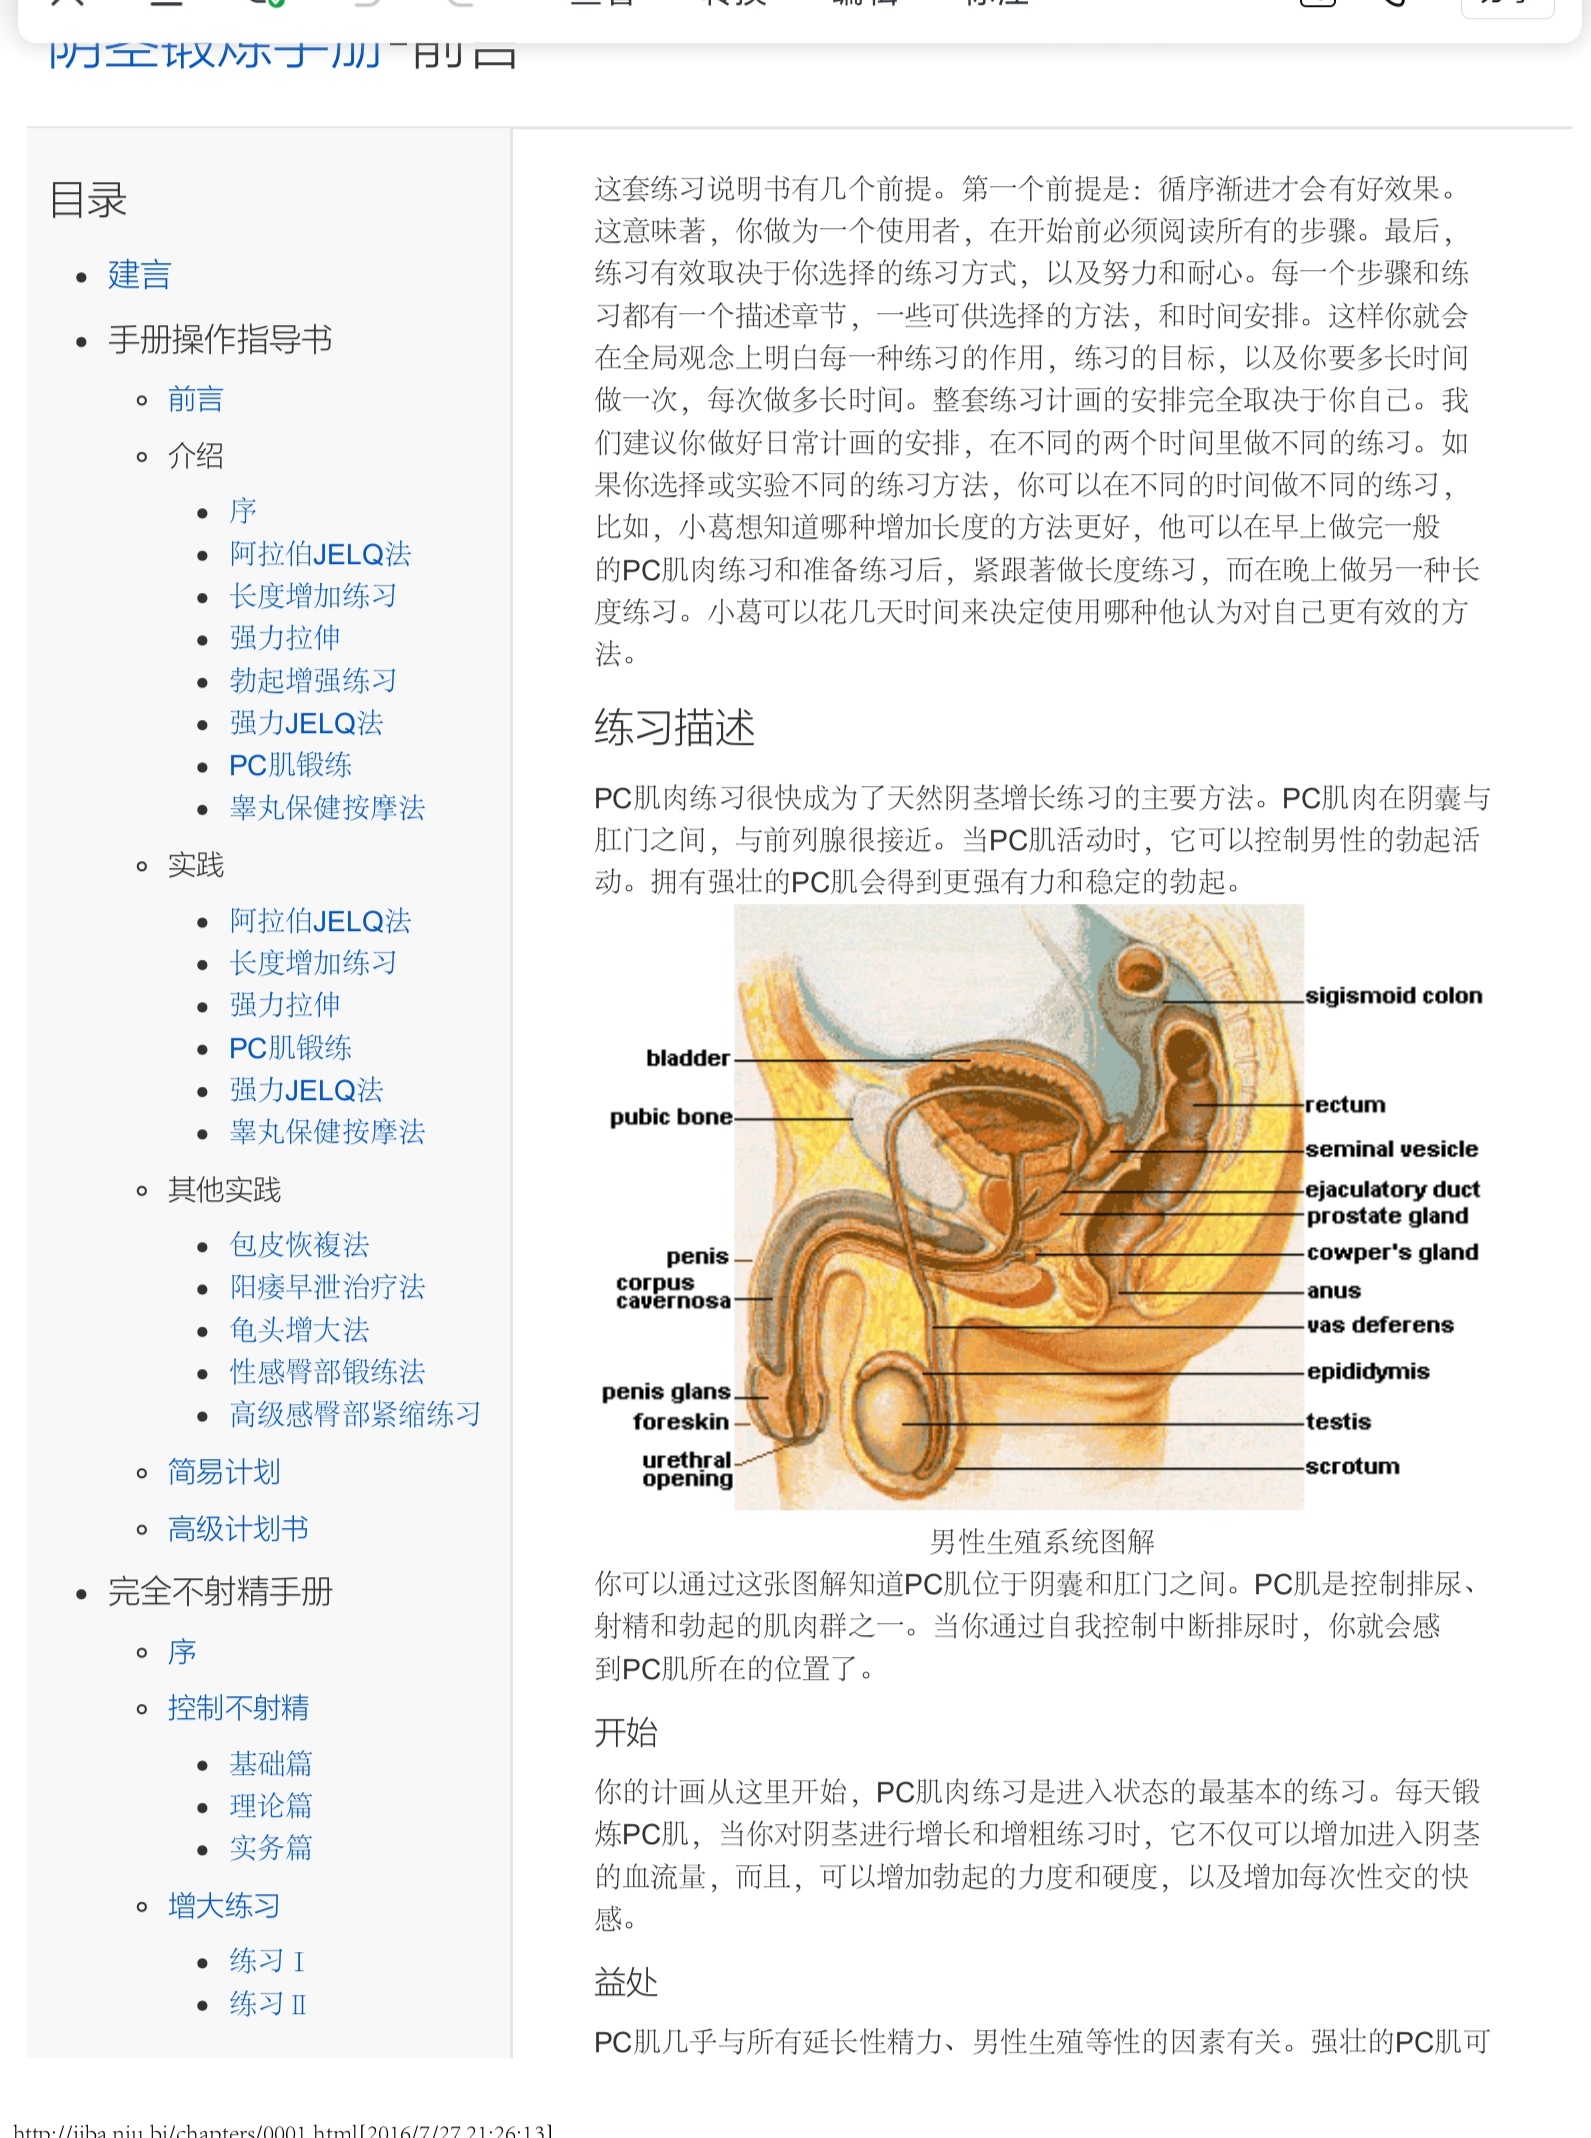 阴茎锻炼手册-前言
目录
建言
手册操作指导书
前言
介绍
序
阿拉伯JELQ法
长度增加练习
强力拉伸
勃起增强练习
强力JELQ法
PC肌锻练
睾丸保健按摩法
实践
阿拉伯JELQ法
长度增加练习
强力拉伸
PC肌锻练
强力JELQ法
睾丸保健按摩法
其他实践
包皮恢複法
阳痿早泄治疗法
龟头增大法
性感臀部锻练法
高级感臀部紧缩练习
简易计划
高级计划书
完全不射精手册
序
控制不射精
基础篇
理论篇
实务篇
增大练习
练习 I
练习 II
这套练习说明书有几个前提。第一个前提是：循序渐进才会有好效果。
这意味著，你做为一个使用者，在开始前必须阅读所有的步骤。最后，
练习有效取决于你选择的练习方式，以及努力和耐心。每一个步骤和练
习都有一个描述章节，一些可供选择的方法，和时间安排。这样你就会
在全局观念上明白每一种练习的作用，练习的目标，以及你要多长时间
做一次，每次做多长时间。整套练习计画的安排完全取决于你自己。我
们建议你做好日常计画的安排，在不同的两个时间里做不同的练习。如
果你选择或实验不同的练习方法，你可以在不同的时间做不同的练习，
比如，小葛想知道哪种增加长度的方法更好，他可以在早上做完一般
的PC肌肉练习和准备练习后，紧跟著做长度练习，而在晚上做另一种长
度练习。小葛可以花几天时间来决定使用哪种他认为对自己更有效的方
法。
练习描述
PC肌肉练习很快成为了天然阴茎增长练习的主要方法。PC肌肉在阴囊与
肛门之间，与前列腺很接近。当PC肌活动时，它可以控制男性的勃起活
动。拥有强壮的PC肌会得到更强有力和稳定的勃起。
sigismoid colon
bladder
pubic bone
rectum
seminal vesicle
ejaculatory duct
prostate gland
cowper's gland
penis
corpus
cavernosa
anus
vas deferens
epididymis
penis glans
foreskin
testis
urethral
opening
scrotum
男性生殖系统图解
你可以通过这张图解知道PC肌位于阴囊和肛门之间。PC肌是控制排尿、
射精和勃起的肌肉群之一。当你通过自我控制中断排尿时，你就会感
到PC肌所在的位置了。
开始
你的计画从这里开始，PC肌肉练习是进入状态的最基本的练习。每天锻
炼PC肌，当你对阴茎进行增长和增粗练习时，它不仅可以增加进入阴茎
的血流量，而且，可以增加勃起的力度和硬度，以及增加每次性交的快
感。
益处
PC肌几乎与所有延长性精力、男性生殖等性的因素有关。强壮的PC肌可
http://jiba.niu.bi/chapters/0001.html[2016/7/27 21:26:13]